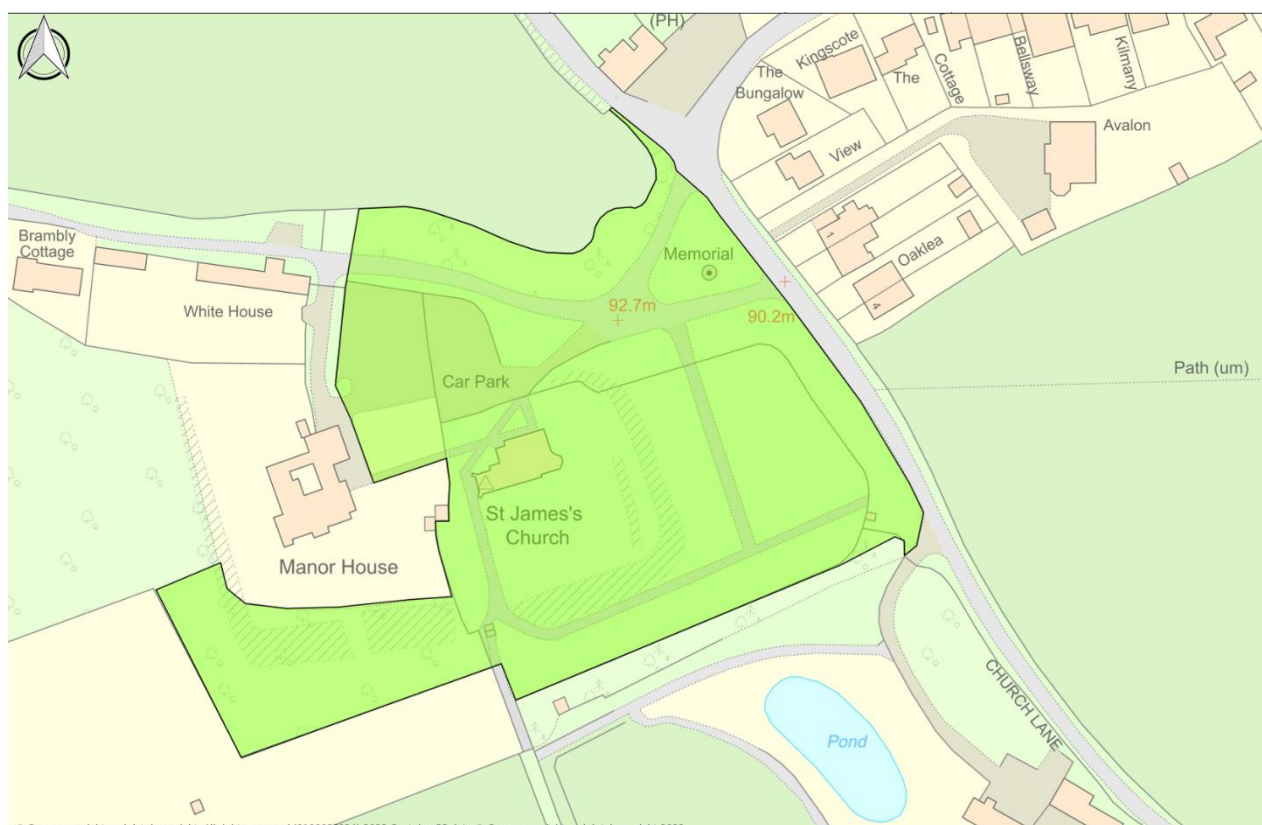 (PH)
Kingscote
The
Bungalow
The
Cottage
Bellsway
Kilmany
Avalon
View
1
Oaklea
4
Memorial
92.7m
90.2m
Brambly
Cottage
White House
Car Park
Path (um)
St James's
Church
Manor House
CHURCH LANE
Pond